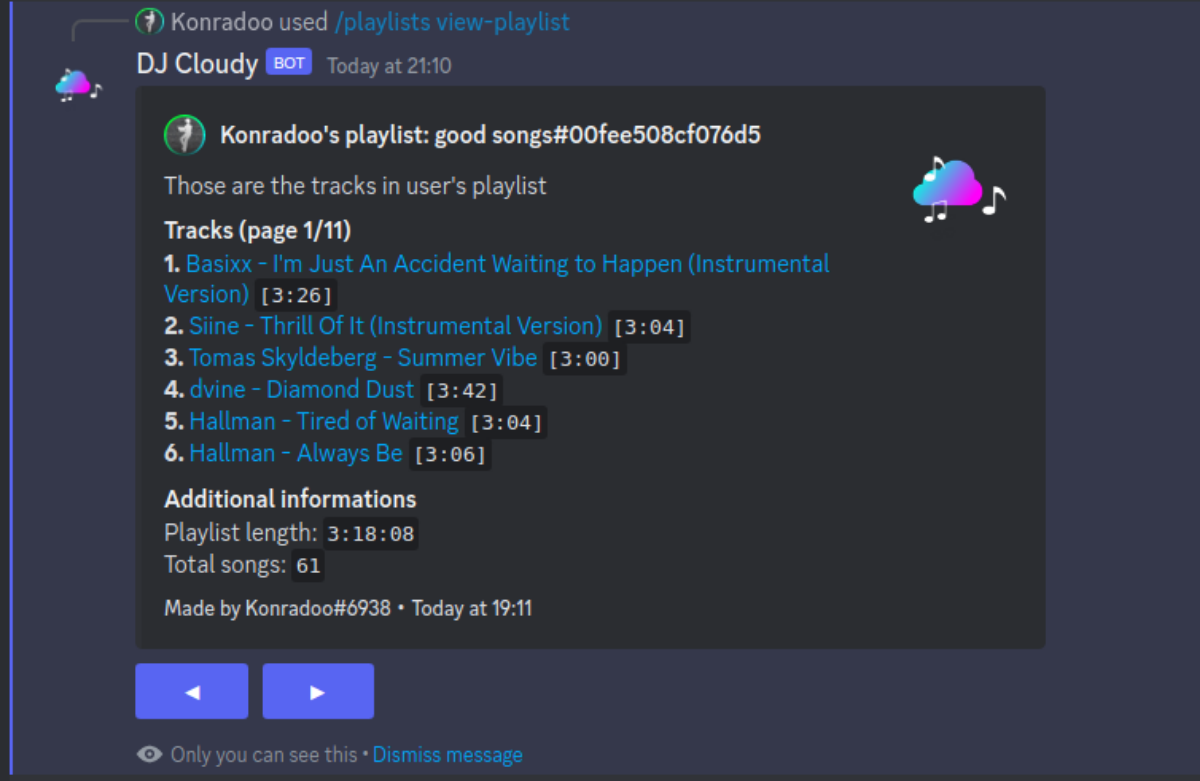 Konradoo used /playlists view-playlist
DJ Cloudy BOT Today at 21:10
Konradoo's playlist: good songs#00fee508cf076d5
Those are the tracks in user's playlist
Tracks (page 1/11)
1. Basixx - I'm Just An Accident Waiting to Happen (Instrumental
Version) [3:26]
2. Siine - Thrill Of It (Instrumental Version) [3:04]
3. Tomas Skyldeberg - Summer Vibe [3:00]
4. dvine - Diamond Dust [3:42]
5. Hallman - Tired of Waiting [3:04]
6. Hallman - Always Be [3:06]
Additional informations
Playlist length: 3:18:08
Total songs: 61
Made by Konradoo#6938 • Today at 19:11
Only you can see this • Dismiss message